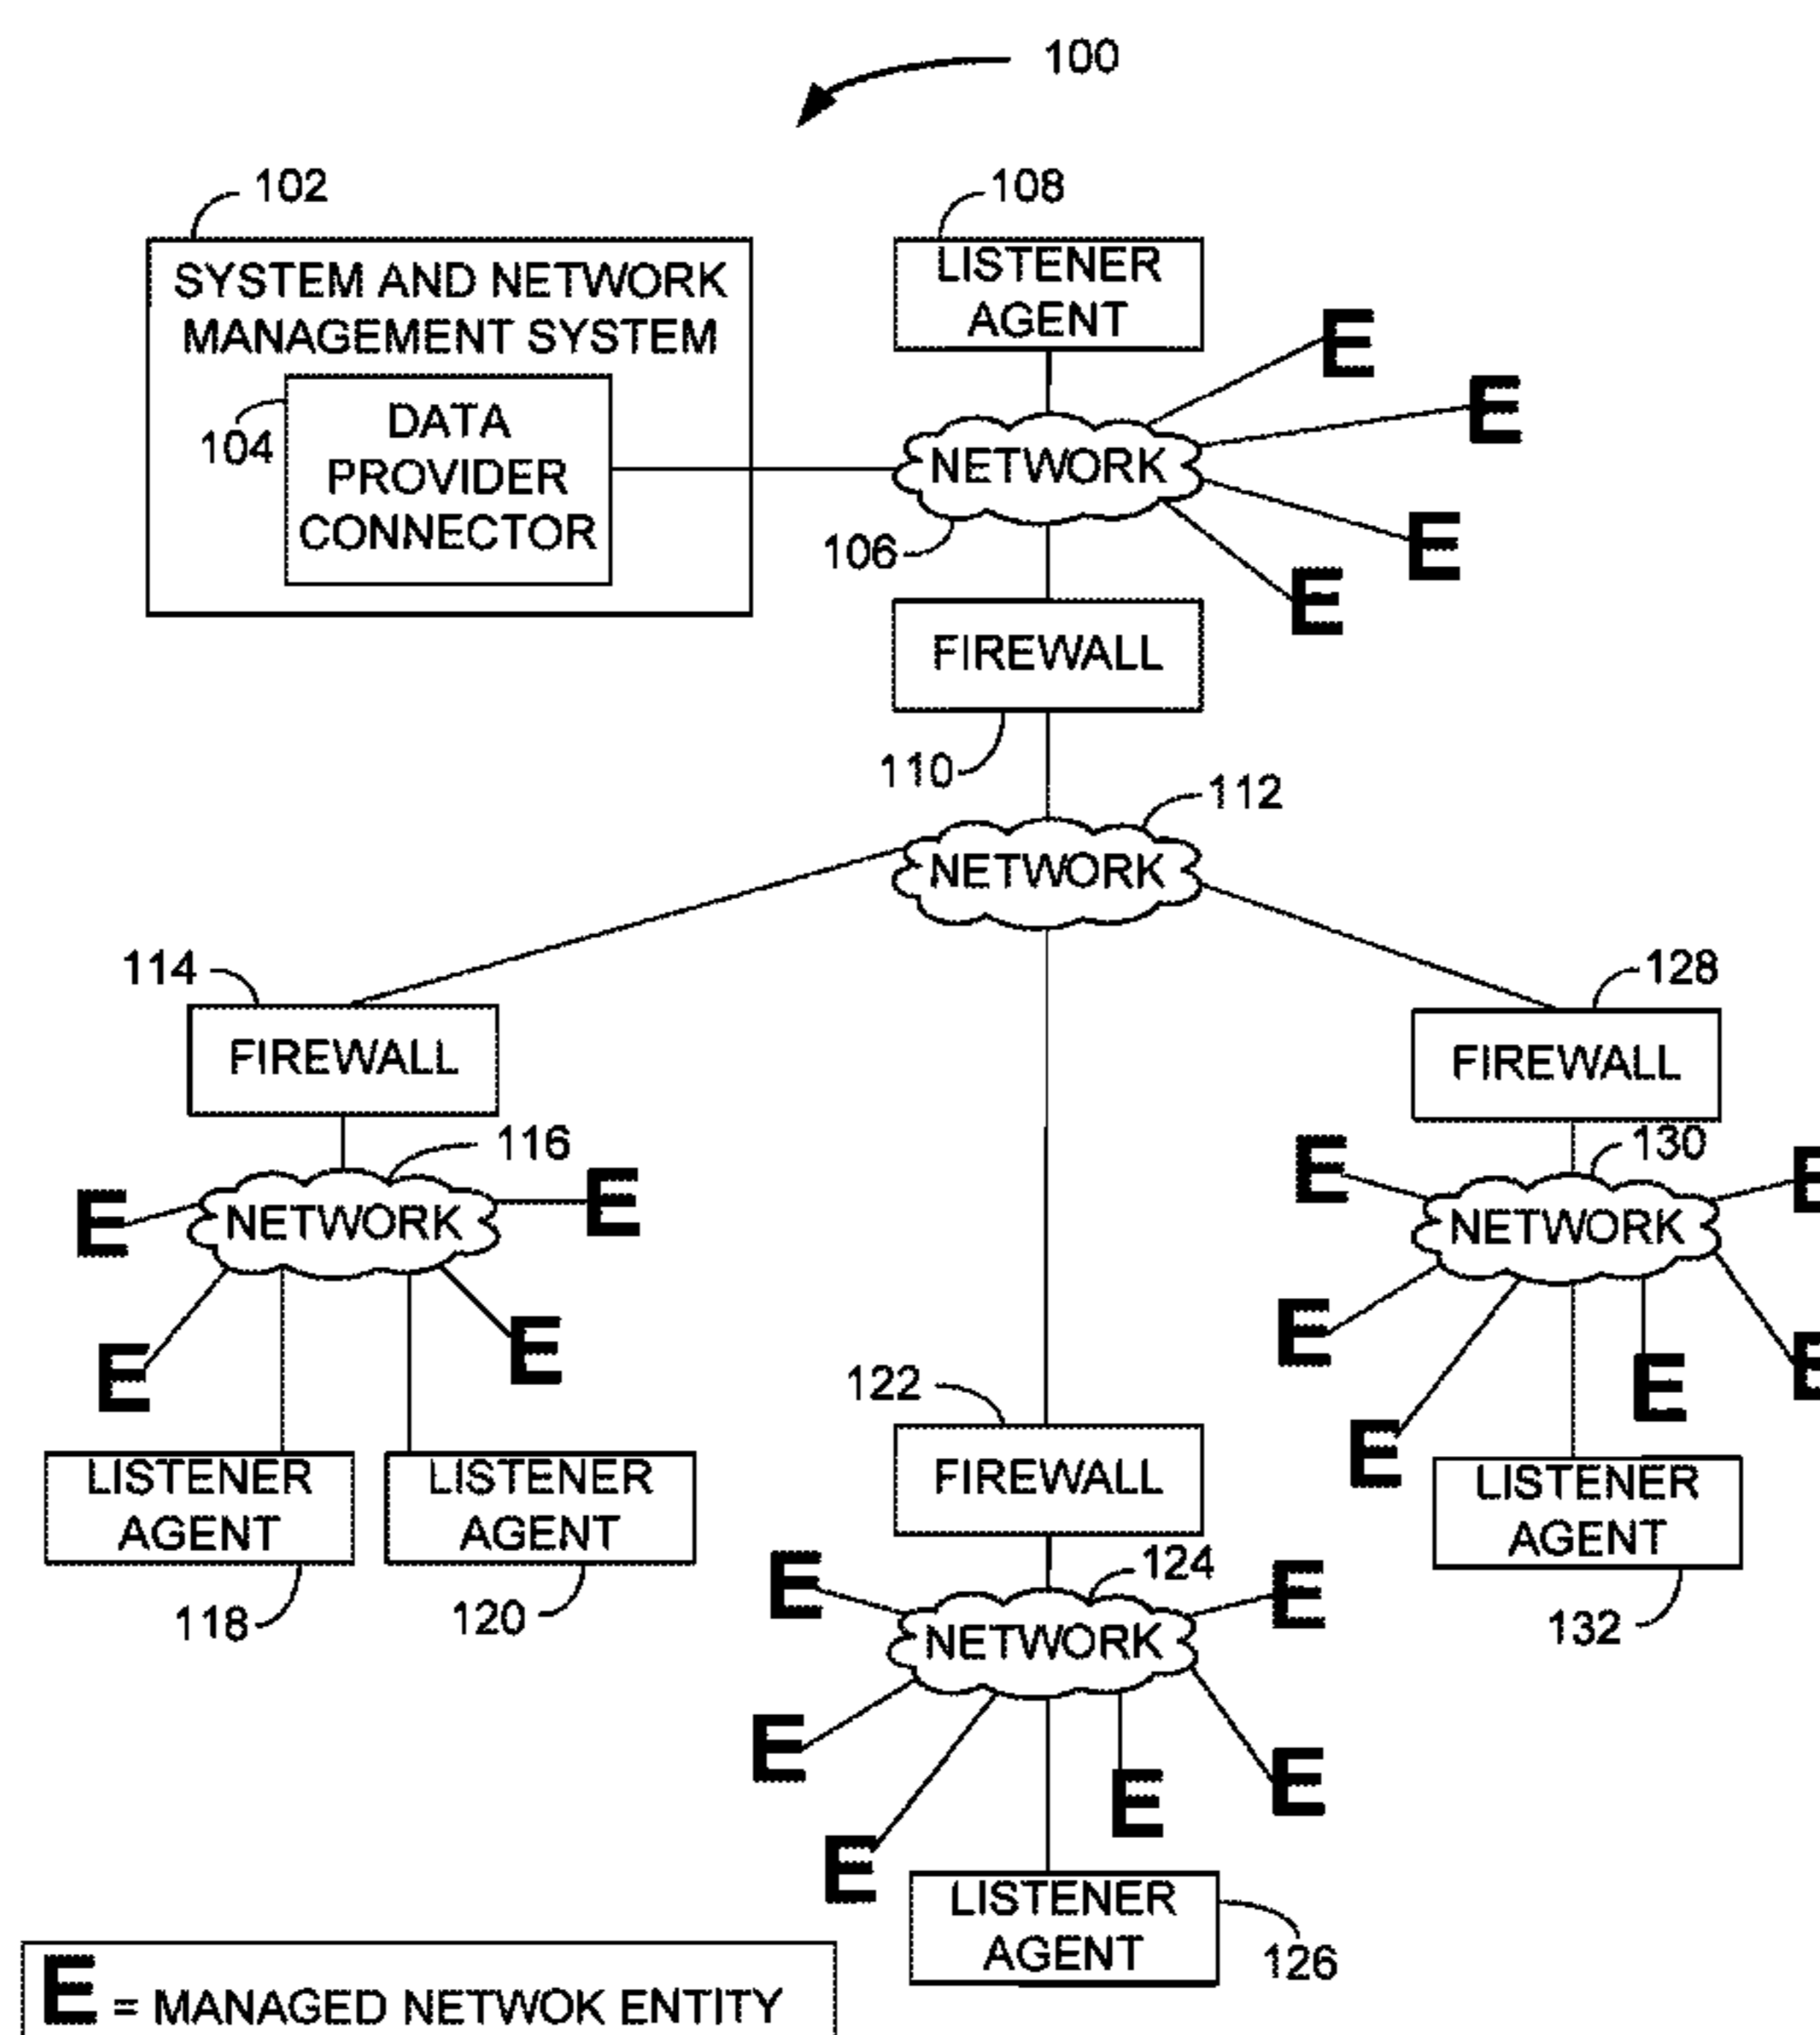 100
102
108
SYSTEM AND NETWORK
MANAGEMENT SYSTEM
LISTENER
AGENT
E
E
104
DATA
PROVIDER
CONNECTOR
NETWORK
106
E
E
FIREWALL
110
112
NETWORK
114
128
FIREWALL
FIREWALL
116
130
E
E
E
E
NETWORK
NETWORK
E
E
E
E
E
122
E
LISTENER
AGENT
LISTENER
AGENT
FIREWALL
LISTENER
AGENT
118
120
132
124
E
E
NETWORK
E
E
E
E
LISTENER
AGENT
126
E = MANAGED NETWOK ENTITY